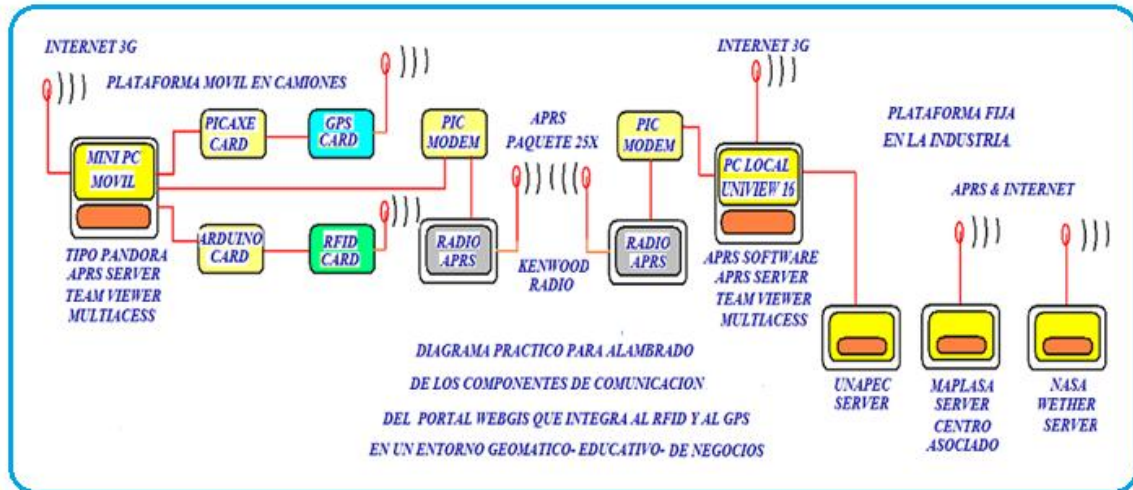 INTERNET 3G
PLATAFORMA MOVIL EN CAMIONES
PICAXE
CARD
GPS
CARD
MINI PC
MOVIL
ARDUINO
CARD
RFID
CARD
TIPO PANDORA
APRS SERVER
TEAM VIEWER
MULTIACESS
PIC
MODEM
RADIO
APRS
APRS
PAQUETE 25X
KENWOOD
RADIO
PIC
MODEM
RADIO
APRS
INTERNET 3G
PC LOCAL
UNIVIEW 16
APRS SOFTWARE
APRS SERVER
TEAM VIEWER
MULTIACESS
PLATAFORMA FIJA
EN LA INDUSTRIA.
APRS & INTERNET
UNAPEC
SERVER
MAPLASA
SERVER
CENTRO
ASOCIADO
NASA
WETHER
SERVER
DIAGRAMA PRACTICO PARA ALAMBRADO
DE LOS COMPONENTES DE COMUNICACION
DEL PORTAL WEBGIS QUE INTEGRA AL RFID Y AL GPS
EN UN ENTORNO GEOMATICO- EDUCATIVO- DE NEGOCIOS